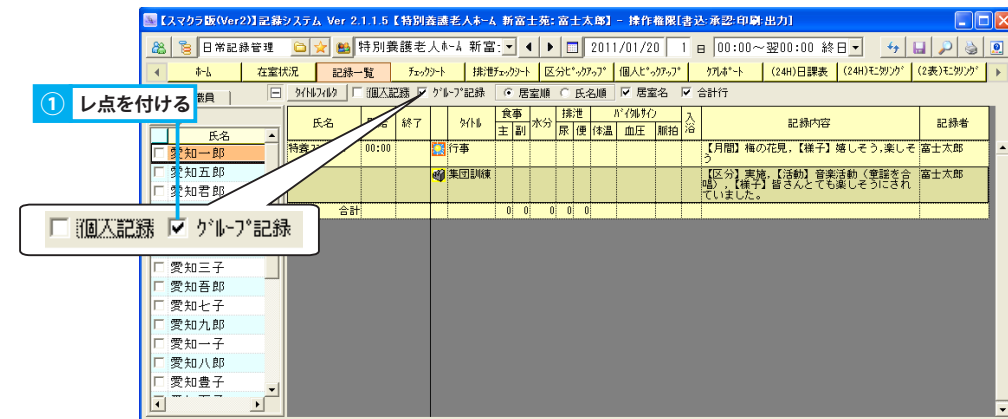 【スマクラ版(Ver2)】記録システム Ver 2.1.1.5【特別養護老人ホーム 新富士苑:富士太郎】 - 操作権限[書込:承認:印刷:出力]
日常記録管理 特別養護老人ホーム 新富 2011/01/20 1 日 00:00～翌00:00 終日
ホーム 在室状況 記録一覧 チェックシート 排泄チェックシート 区分ピックアップ 個人ピックアップ ケアレポート (24H)日課表 (24H)モニタリング (2表)モニタリング
職員 タイトルフィルタ 個人記録 グループ記録 居室順 氏名順 居室名 合計行
① レ点を付ける
氏名
愛知一郎
愛知五郎
愛知君郎
愛知三子
愛知吾郎
愛知七子
愛知九郎
愛知一子
愛知八郎
愛知豊子
氏名 終了 タイトル 食事 主 副 水分 排泄 尿 便 バイタルサイン 体温 血圧 脈拍 入浴 記録内容 記録者
00:00 行事 【月間】梅の花見,【様子】嬉しそう,楽しそう 富士太郎
集団訓練 【区分】実施,【活動】音楽活動（童謡を合唱）,【様子】皆さんとても楽しそうにされていました。 富士太郎
合計 0 0 0 0 0
個人記録 グループ記録